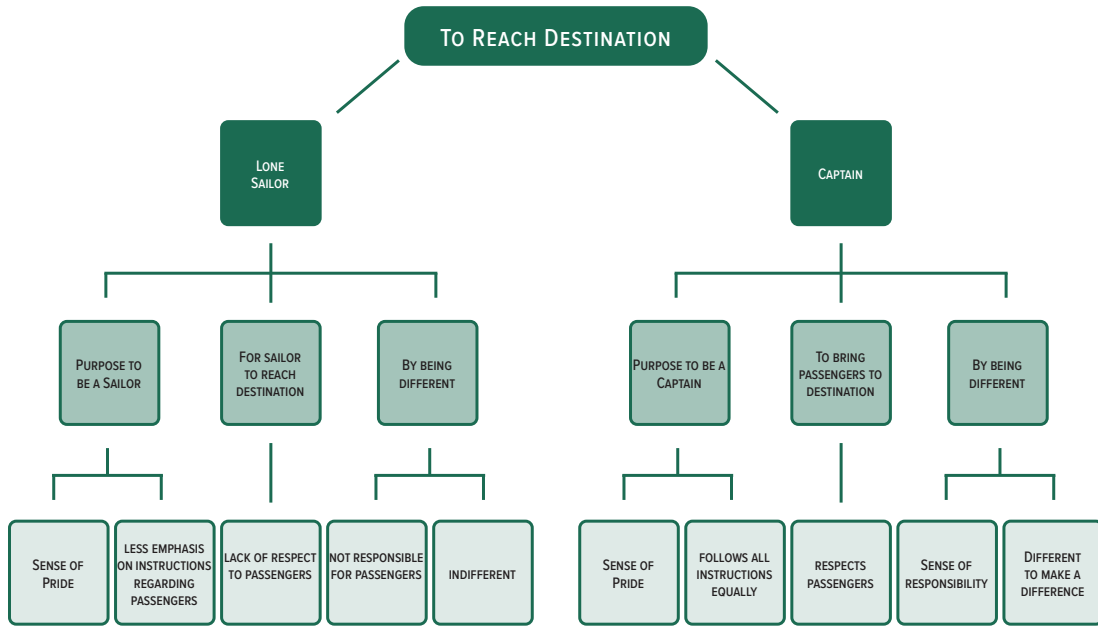 To Reach Destination
Lone
Sailor
Captain
Purpose to
be a Sailor
For sailor
to reach
destination
By being
different
Purpose to be a
Captain
To bring
passengers to
destination
By being
different
Sense of
Pride
less emphasis
on instructions
regarding
passengers
lack of respect
to passengers
not responsible
for passengers
indifferent
Sense of
Pride
follows all
instructions
equally
respects
passengers
Sense of
responsibility
Different
to make a
difference